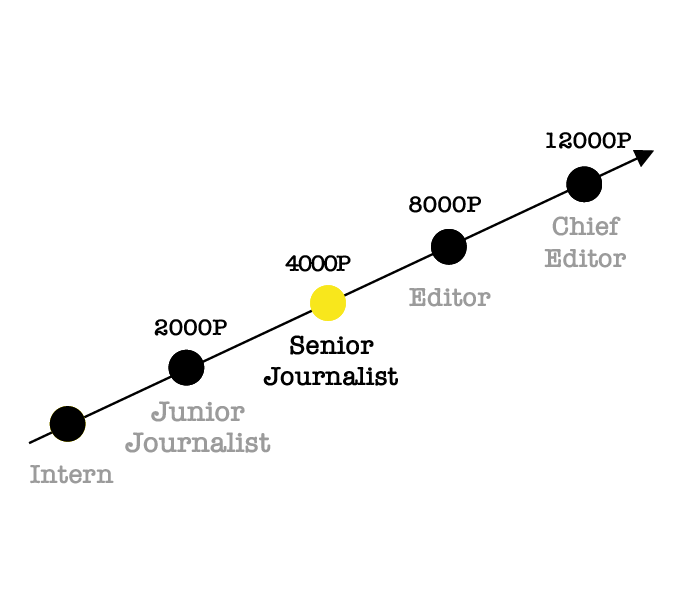 12000P
Chief
Editor
8000P
Editor
4000P
Senior
Journalist
2000P
Junior
Journalist
Intern